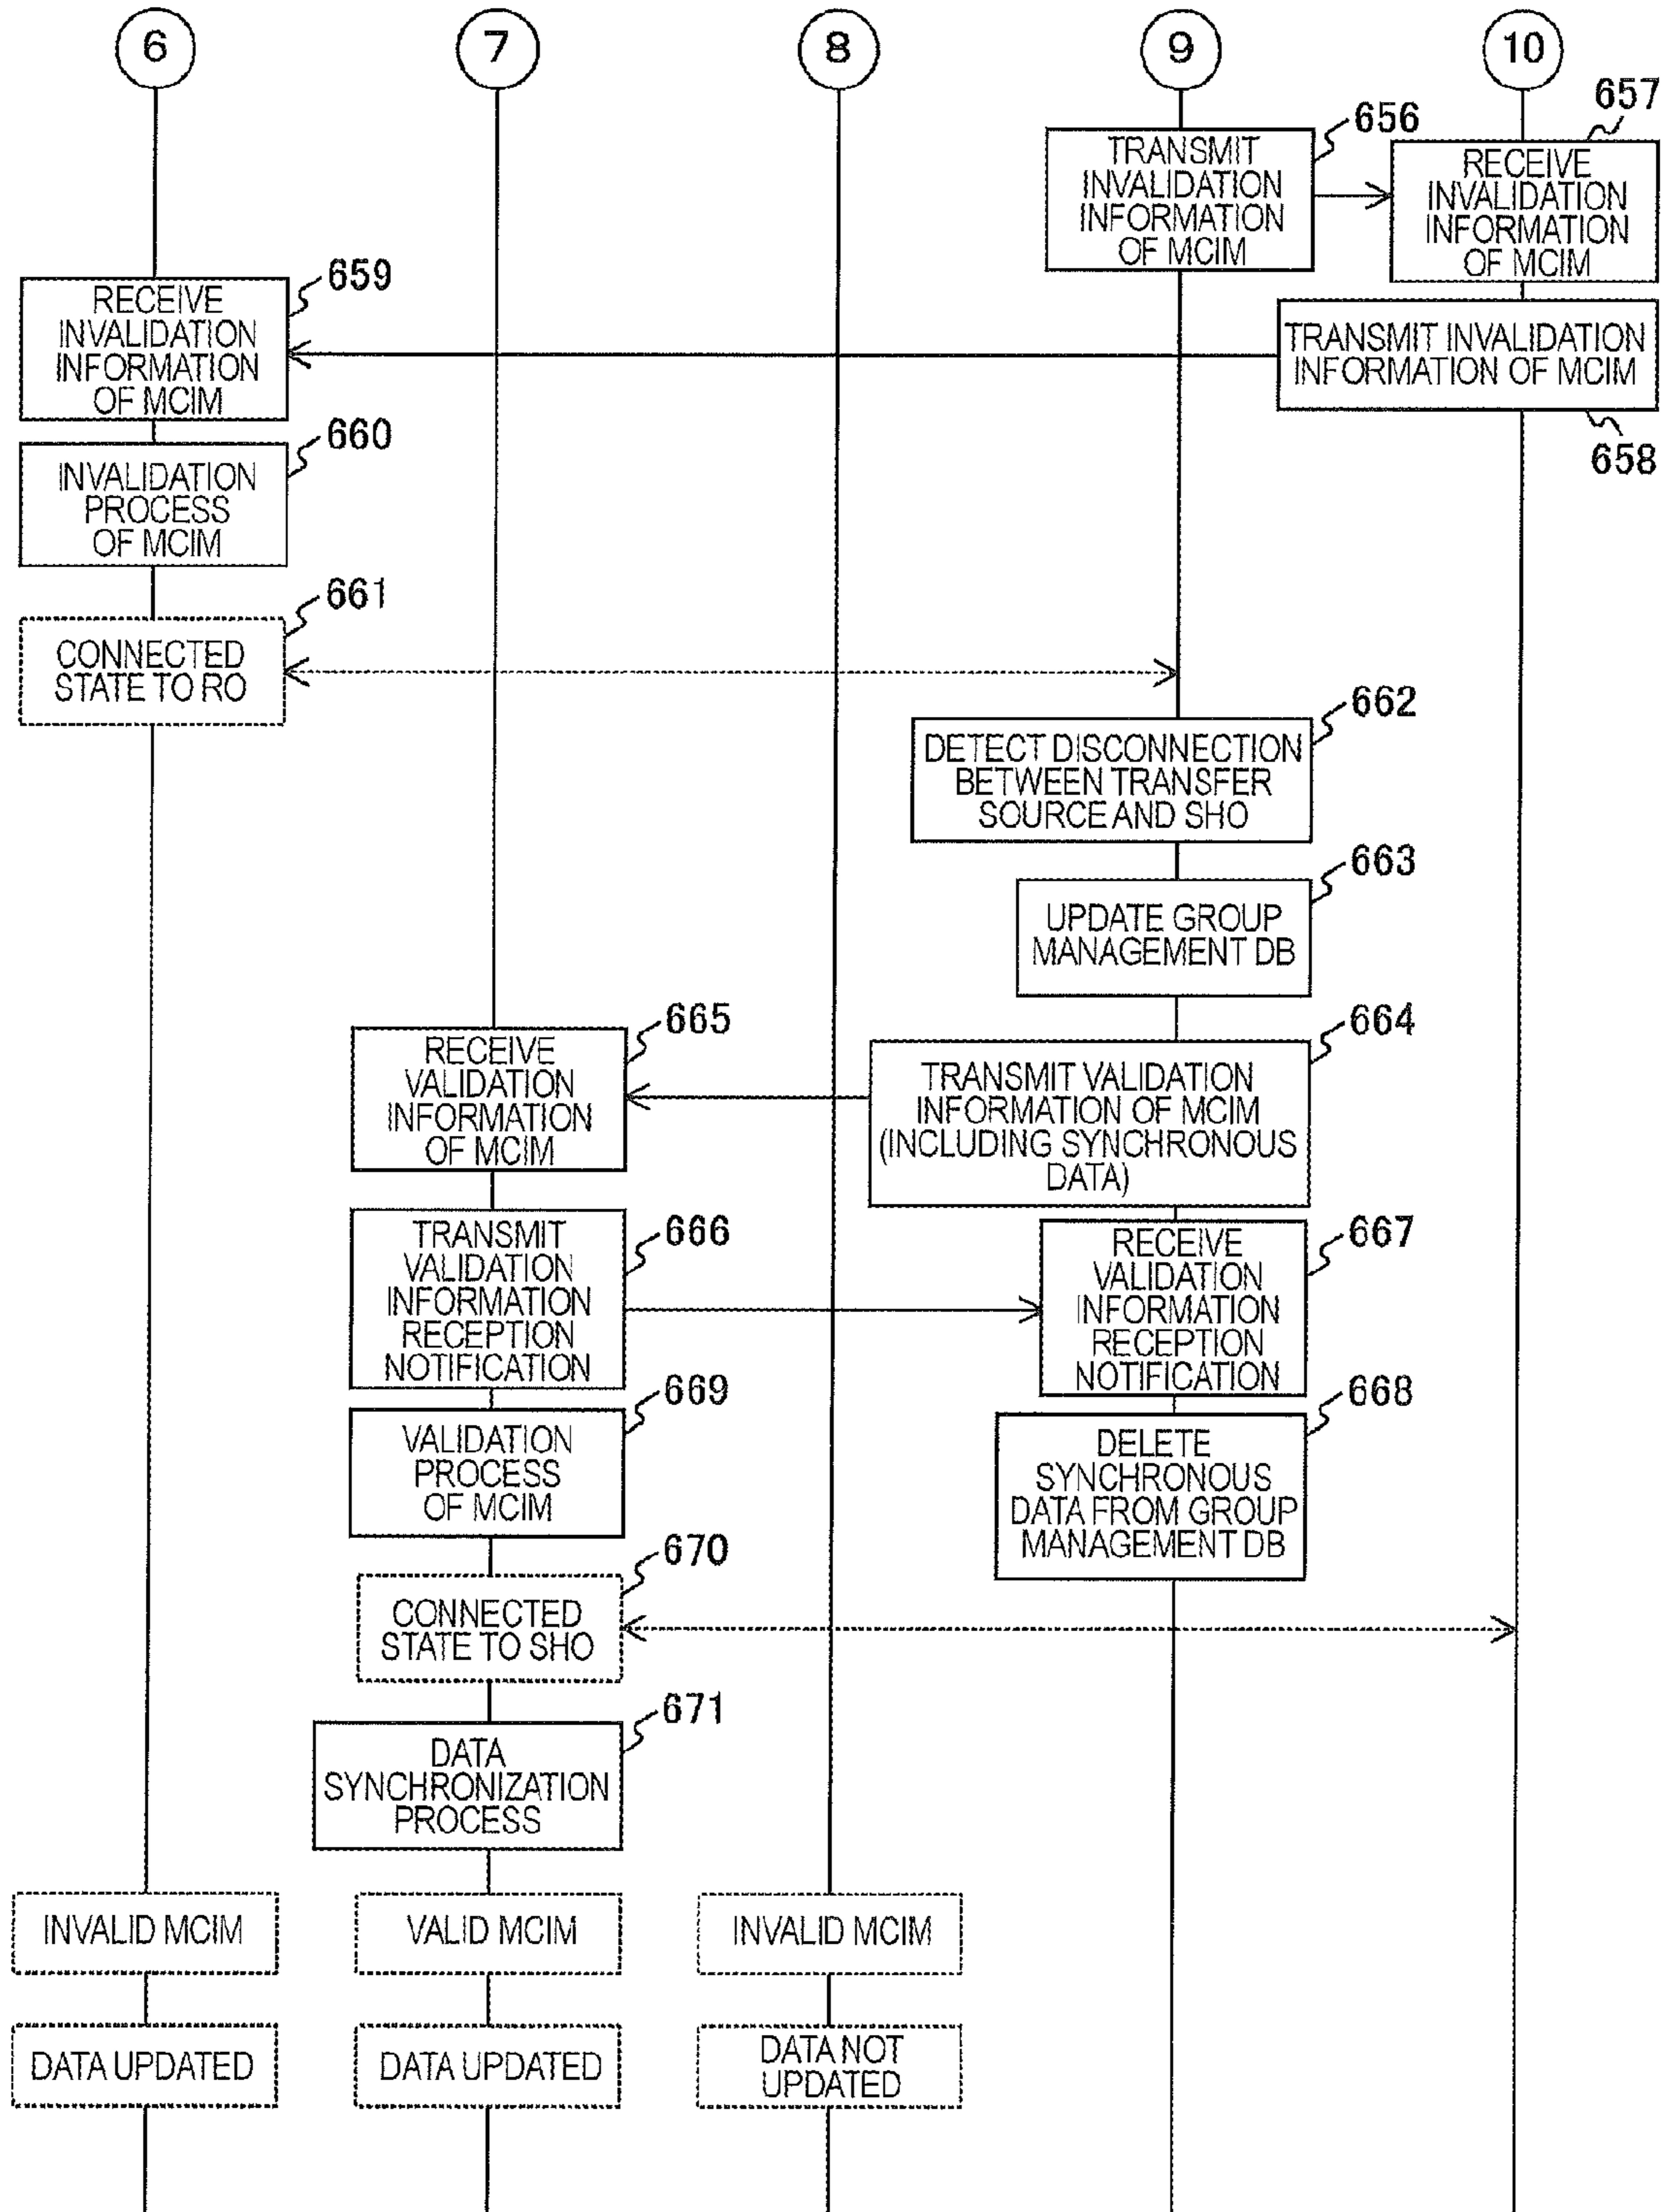 6
7
8
9
10
656
657
TRANSMIT
INVALIDATION
INFORMATION
OF MCIM
RECEIVE
INVALIDATION
INFORMATION
OF MCIM
659
RECEIVE
INVALIDATION
INFORMATION
OF MCIM
TRANSMIT INVALIDATION
INFORMATION OF MCIM
658
660
INVALIDATION
PROCESS
OF MCIM
661
CONNECTED
STATE TO RO
662
DETECT DISCONNECTION
BETWEEN TRANSFER
SOURCE AND SHO
663
UPDATE GROUP
MANAGEMENT DB
665
RECEIVE
VALIDATION
INFORMATION
OF MCIM
664
TRANSMIT VALIDATION
INFORMATION OF MCIM
(INCLUDING SYNCHRONOUS
DATA)
666
TRANSMIT
VALIDATION
INFORMATION
RECEPTION
NOTIFICATION
667
RECEIVE
VALIDATION
INFORMATION
RECEPTION
NOTIFICATION
669
VALIDATION
PROCESS
OF MCIM
668
DELETE
SYNCHRONOUS
DATA FROM GROUP
MANAGEMENT DB
670
CONNECTED
STATE TO SHO
671
DATA
SYNCHRONIZATION
PROCESS
INVALID MCIM
VALID MCIM
INVALID MCIM
DATA UPDATED
DATA UPDATED
DATA NOT
UPDATED